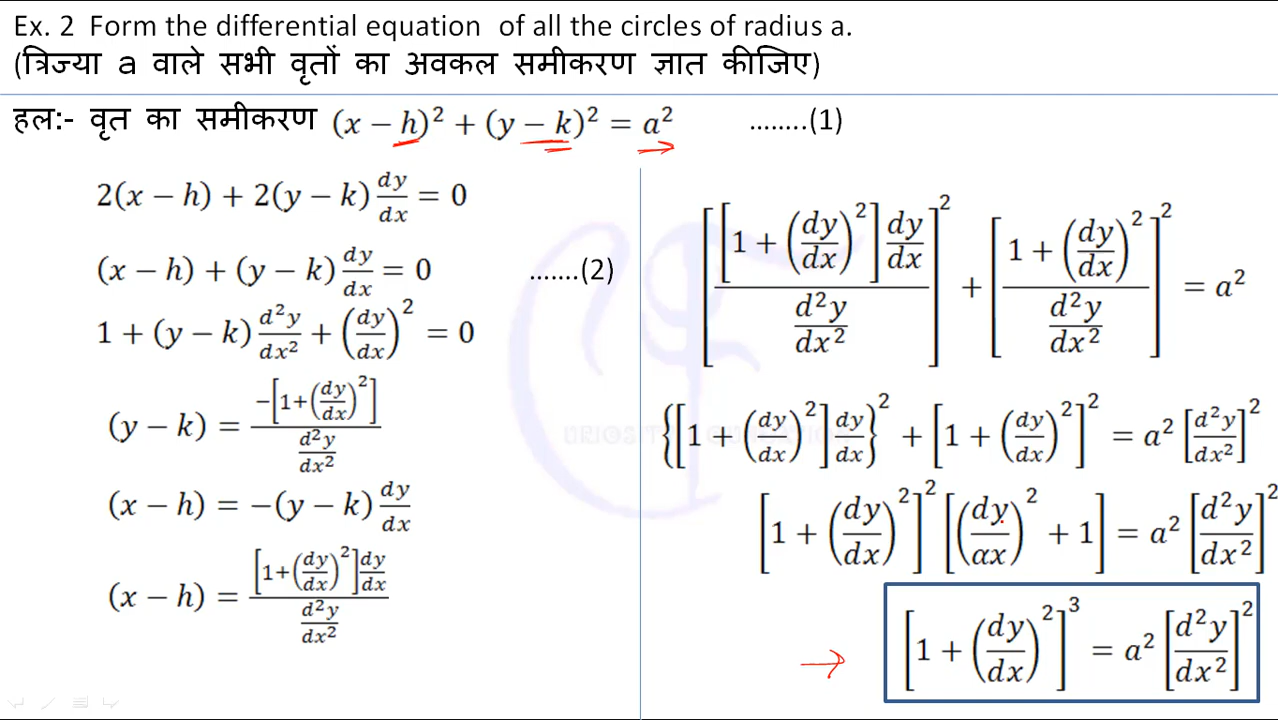 Ex. 2 Form the differential equation of all the circles of radius a.
(त्रिज्या a वाले सभी वृतों का अवकल समीकरण ज्ञात कीजिए)
हल:- वृत का समीकरण (x − h)² + (y − k)² = a² ........(1)
2(x − h) + 2(y − k) dy/dx = 0
(x − h) + (y − k) dy/dx = 0 .......(2)
1 + (y − k) d²y/dx² + (dy/dx)² = 0
(y − k) = −[1+(dy/dx)²] / (d²y/dx²)
(x − h) = −(y − k) dy/dx
(x − h) = [1+(dy/dx)²] dy/dx / (d²y/dx²)
[[1 + (dy/dx)²] dy/dx / (d²y/dx²)]² + [1 + (dy/dx)² / (d²y/dx²)]² = a²
{[1 + (dy/dx)²] dy/dx}² + [1 + (dy/dx)²]² = a² [d²y/dx²]²
[1 + (dy/dx)²]² [(dy/αx)² + 1] = a² [d²y/dx²]²
[1 + (dy/dx)²]³ = a² [d²y/dx²]²